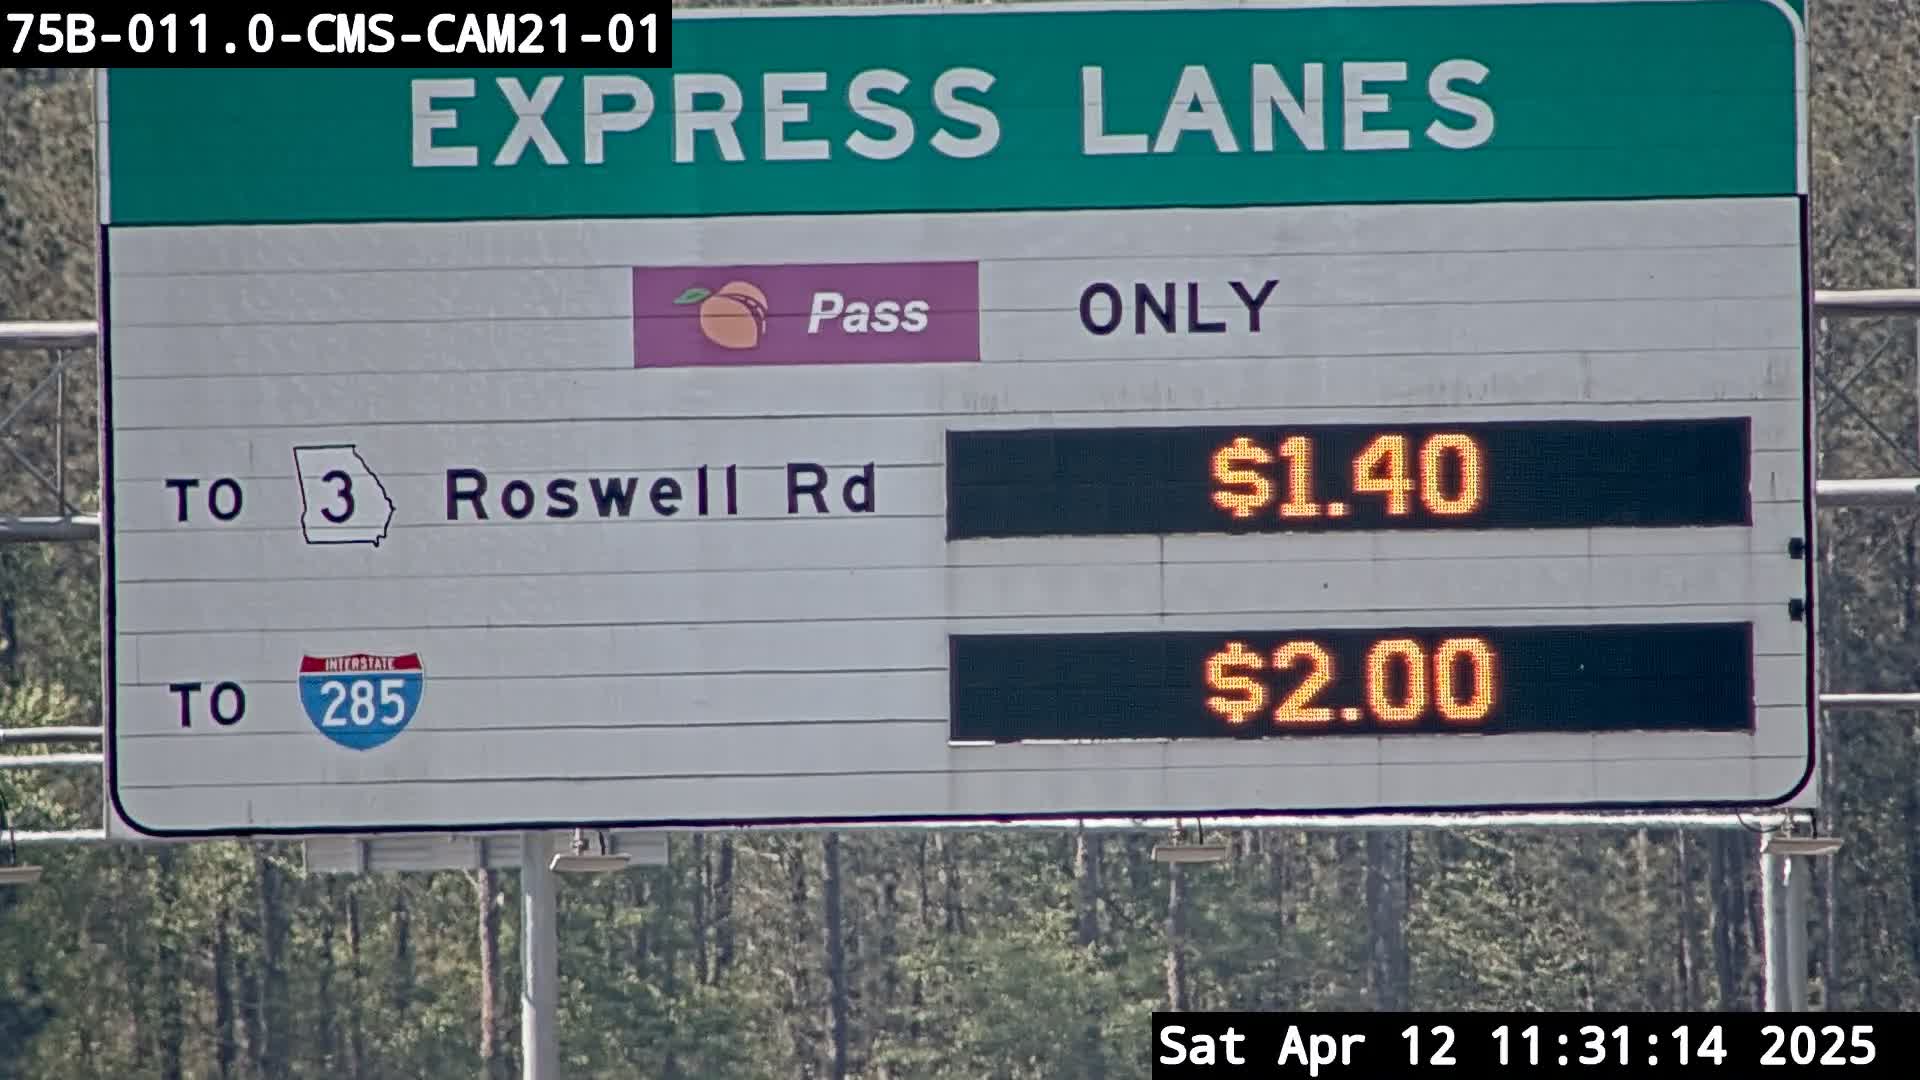 75B-011.0-CMS-CAM21-01
EXPRESS LANES
Pass ONLY
TO 3 Roswell Rd $1.40
TO INTERSTATE 285 $2.00
Sat Apr 12 11:31:14 2025